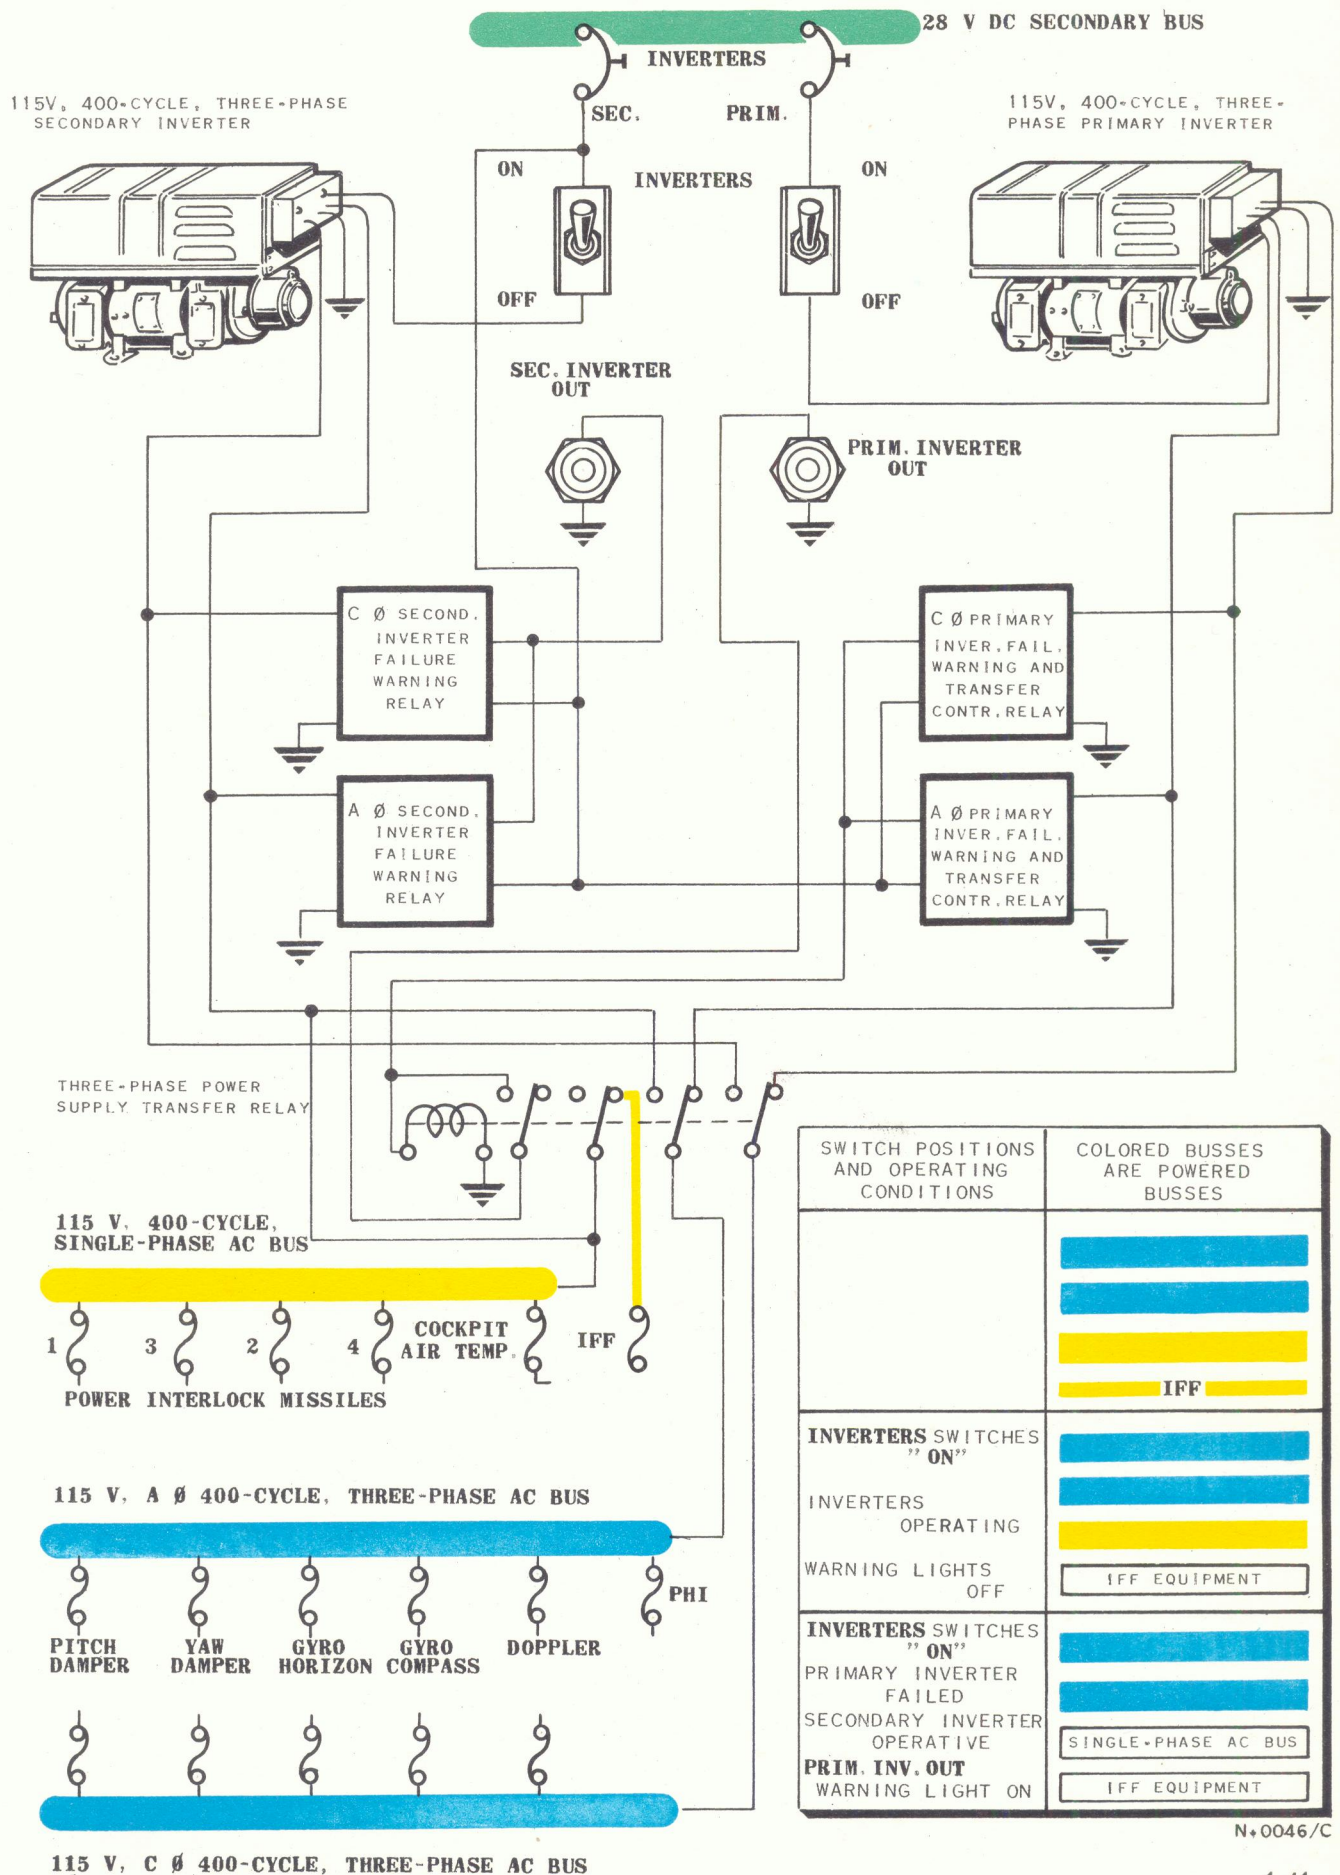 28 V DC SECONDARY BUS
INVERTERS
SEC.
PRIM.
115V, 400-CYCLE, THREE-PHASE
SECONDARY INVERTER
115V, 400-CYCLE, THREE-
PHASE PRIMARY INVERTER
ON
INVERTERS
ON
OFF
OFF
SEC. INVERTER
OUT
PRIM. INVERTER
OUT
C Ø SECOND.
INVERTER
FAILURE
WARNING
RELAY
C Ø PRIMARY
INVER. FAIL.
WARNING AND
TRANSFER
CONTR. RELAY
A Ø SECOND.
INVERTER
FAILURE
WARNING
RELAY
A Ø PRIMARY
INVER. FAIL.
WARNING AND
TRANSFER
CONTR. RELAY
THREE-PHASE POWER
SUPPLY TRANSFER RELAY
115 V, 400-CYCLE,
SINGLE-PHASE AC BUS
1
3
2
4
COCKPIT
AIR TEMP.
IFF
POWER INTERLOCK MISSILES
115 V, A Ø 400-CYCLE, THREE-PHASE AC BUS
PHI
PITCH
DAMPER
YAW
DAMPER
GYRO
HORIZON
GYRO
COMPASS
DOPPLER
115 V, C Ø 400-CYCLE, THREE-PHASE AC BUS
SWITCH POSITIONS
AND OPERATING
CONDITIONS
COLORED BUSSES
ARE POWERED
BUSSES
IFF
INVERTERS SWITCHES
"ON"
INVERTERS
OPERATING
WARNING LIGHTS
OFF
IFF EQUIPMENT
INVERTERS SWITCHES
"ON"
PRIMARY INVERTER
FAILED
SECONDARY INVERTER
OPERATIVE
PRIM. INV. OUT
WARNING LIGHT ON
SINGLE-PHASE AC BUS
IFF EQUIPMENT
N+0046/C